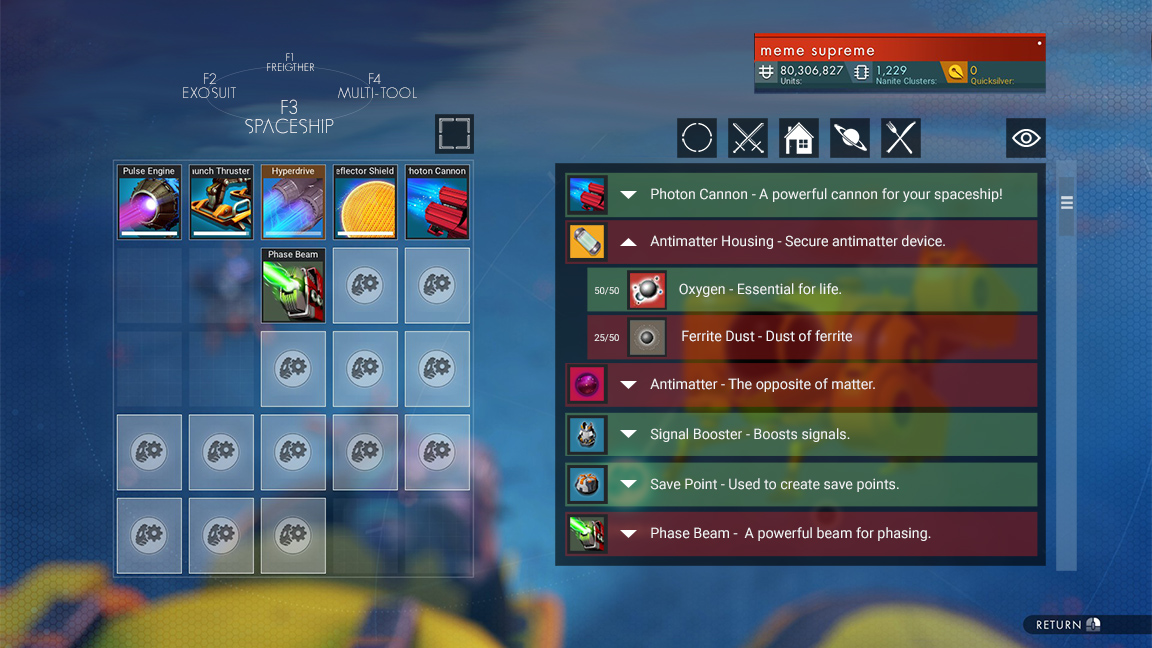 F1
FREIGTHER
F2
EXOSUIT
F4
MULTI-TOOL
F3
SPACESHIP
meme supreme
80,306,827
Units:
1,229
Nanite Clusters:
0
Quicksilver:
Pulse Engine
aunch Thruster
Hyperdrive
eflector Shield
hoton Cannon
Phase Beam
Photon Cannon - A powerful cannon for your spaceship!
Antimatter Housing - Secure antimatter device.
50/50
Oxygen - Essential for life.
25/50
Ferrite Dust - Dust of ferrite
Antimatter - The opposite of matter.
Signal Booster - Boosts signals.
Save Point - Used to create save points.
Phase Beam - A powerful beam for phasing.
RETURN